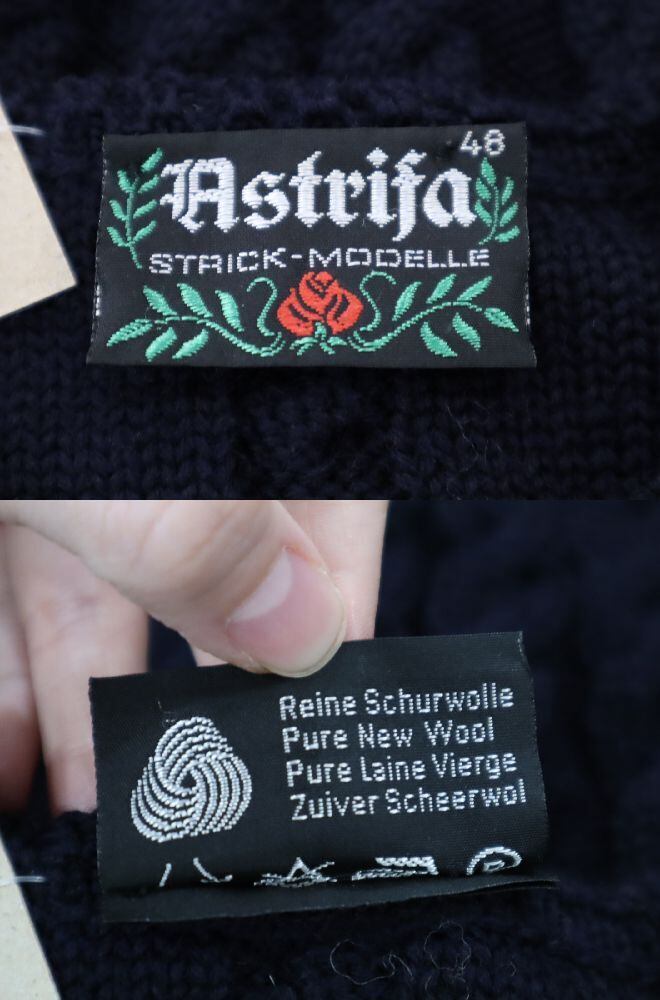 48
Astrifa
STRICK-MODELLE
Reine Schurwolle
Pure New Wool
Pure Laine Vierge
Zuiver Scheerwol
P